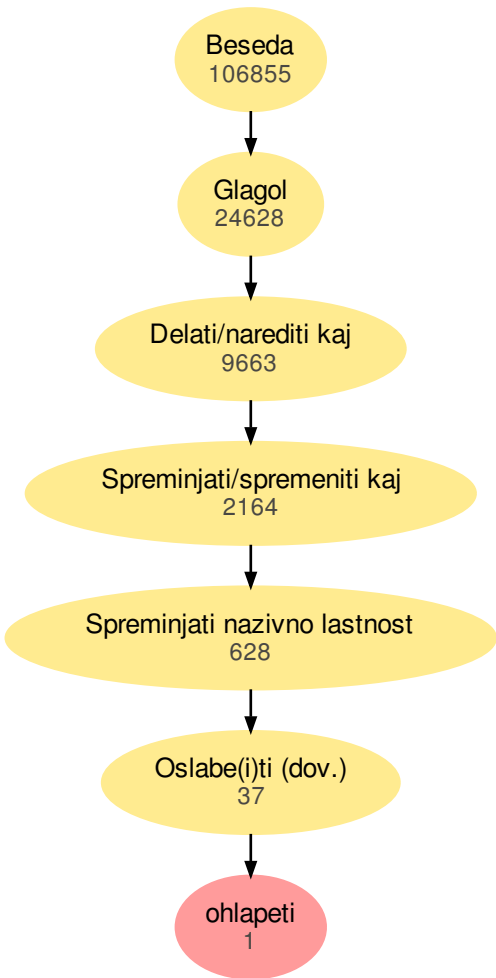 Beseda
106855
Glagol
24628
Delati/narediti kaj
9663
Spreminjati/spremeniti kaj
2164
Spreminjati nazivno lastnost
628
Oslabe(i)ti (dov.)
37
ohlapeti
1